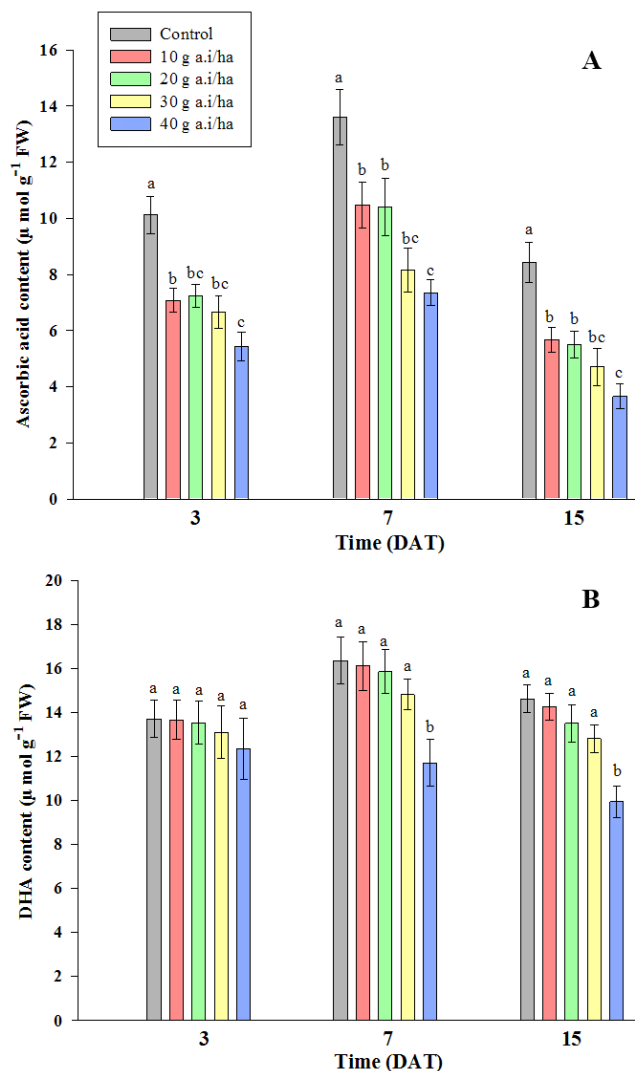 Control
10 g a.i/ha
20 g a.i/ha
30 g a.i/ha
40 g a.i/ha
A
Ascorbic acid content (µ mol g⁻¹ FW)
16
14
12
10
8
6
4
2
0
a
b
bc
bc
c
a
b
b
bc
c
a
b
b
bc
c
3
7
15
Time (DAT)
B
DHA content (µ mol g⁻¹ FW)
20
18
16
14
12
10
8
6
4
2
0
a
a
a
a
a
a
a
a
a
b
a
a
a
a
b
3
7
15
Time (DAT)